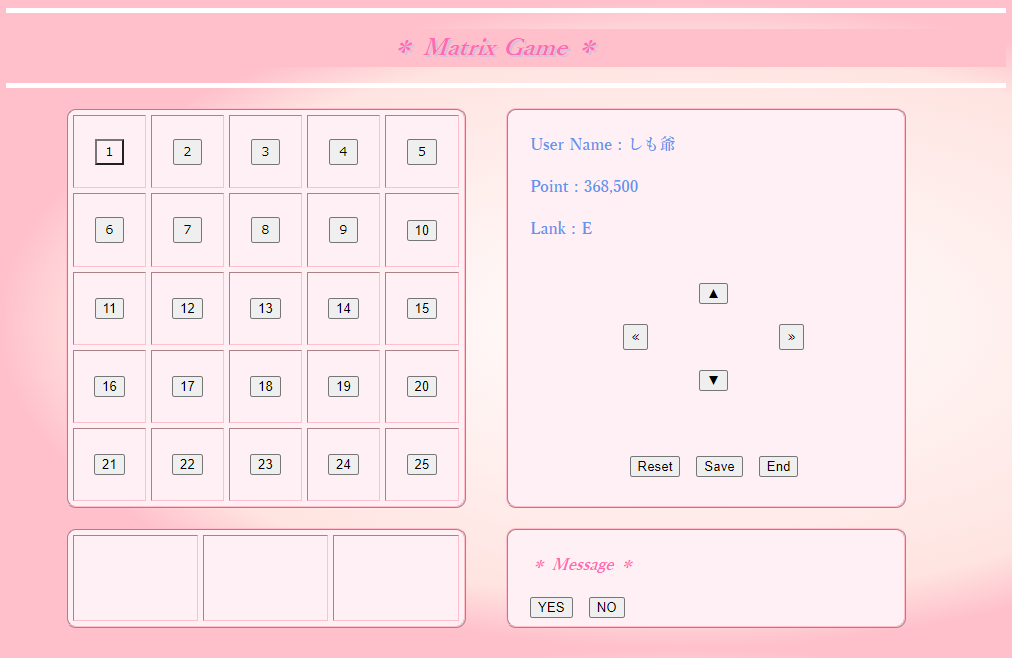 * Matrix Game *
1 2 3 4 5
6 7 8 9 10
11 12 13 14 15
16 17 18 19 20
21 22 23 24 25
User Name : しも爺
Point : 368,500
Lank : E
▲
« »
▼
Reset Save End
* Message *
YES NO